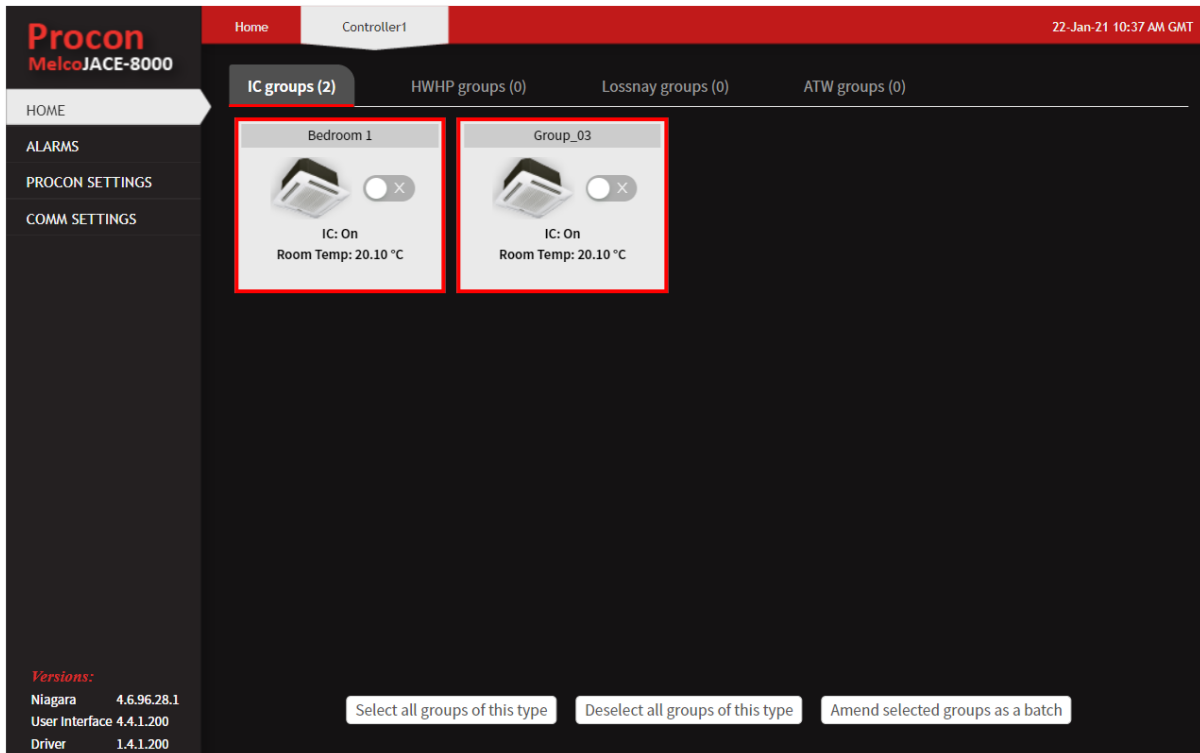 Procon
MelcoJACE-8000
Home
Controller1
22-Jan-21 10:37 AM GMT
HOME
ALARMS
PROCON SETTINGS
COMM SETTINGS
IC groups (2)
HWHP groups (0)
Lossnay groups (0)
ATW groups (0)
Bedroom 1
IC: On
Room Temp: 20.10 °C
Group_03
IC: On
Room Temp: 20.10 °C
Versions:
Niagara 4.6.96.28.1
User Interface 4.4.1.200
Driver 1.4.1.200
Select all groups of this type
Deselect all groups of this type
Amend selected groups as a batch